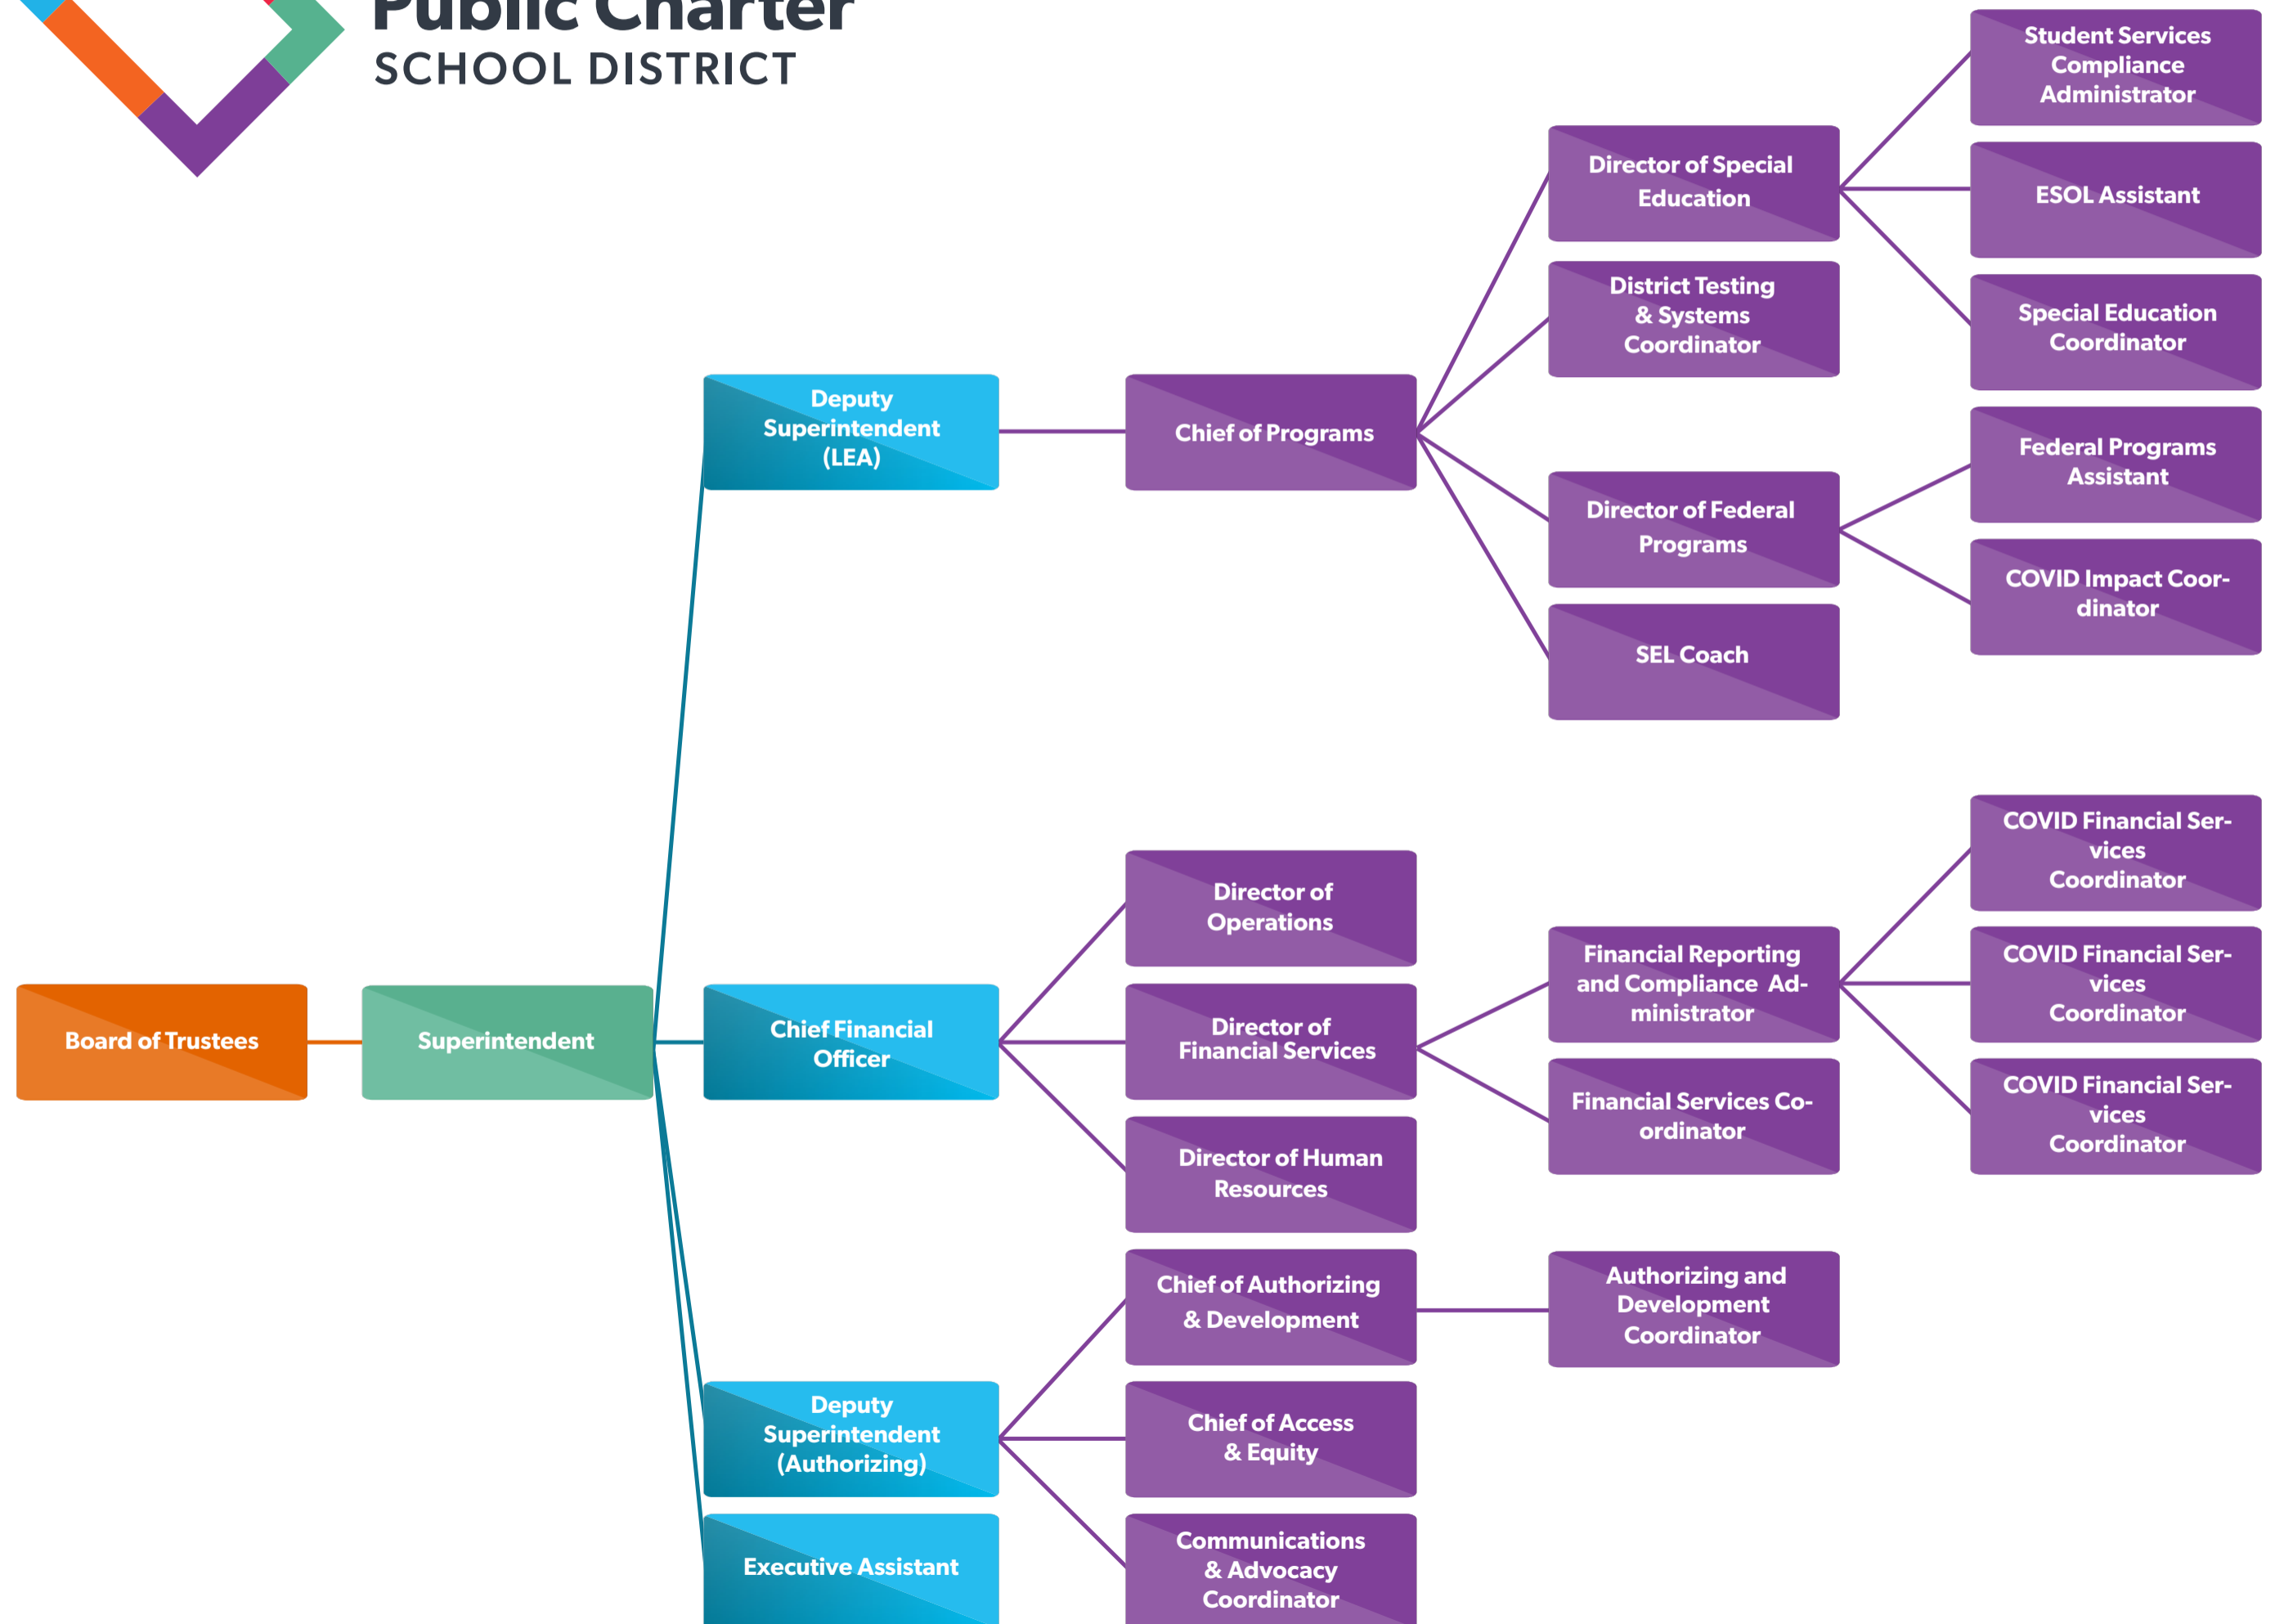 Public Charter
SCHOOL DISTRICT
Student Services
Compliance
Administrator
Director of Special
Education
ESOL Assistant
District Testing
& Systems
Coordinator
Special Education
Coordinator
Deputy
Superintendent
(LEA)
Chief of Programs
Federal Programs
Assistant
Director of Federal
Programs
COVID Impact Coor-
dinator
SEL Coach
COVID Financial Ser-
vices
Coordinator
Director of
Operations
Financial Reporting
and Compliance  Ad-
ministrator
COVID Financial Ser-
vices
Coordinator
Board of Trustees
Superintendent
Chief Financial
Officer
Director of
Financial Services
Financial Services Co-
ordinator
COVID Financial Ser-
vices
Coordinator
Director of Human
Resources
Chief of Authorizing
& Development
Authorizing and
Development
Coordinator
Deputy
Superintendent
(Authorizing)
Chief of Access
& Equity
Executive Assistant
Communications
& Advocacy
Coordinator